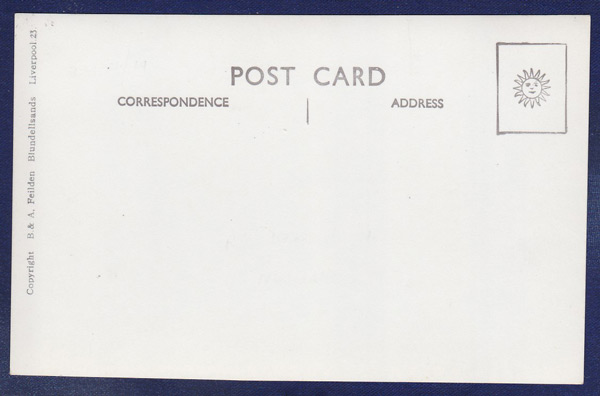 POST CARD
CORRESPONDENCE
ADDRESS
Copyright B. & A. Feilden Blundellsands Liverpool 23